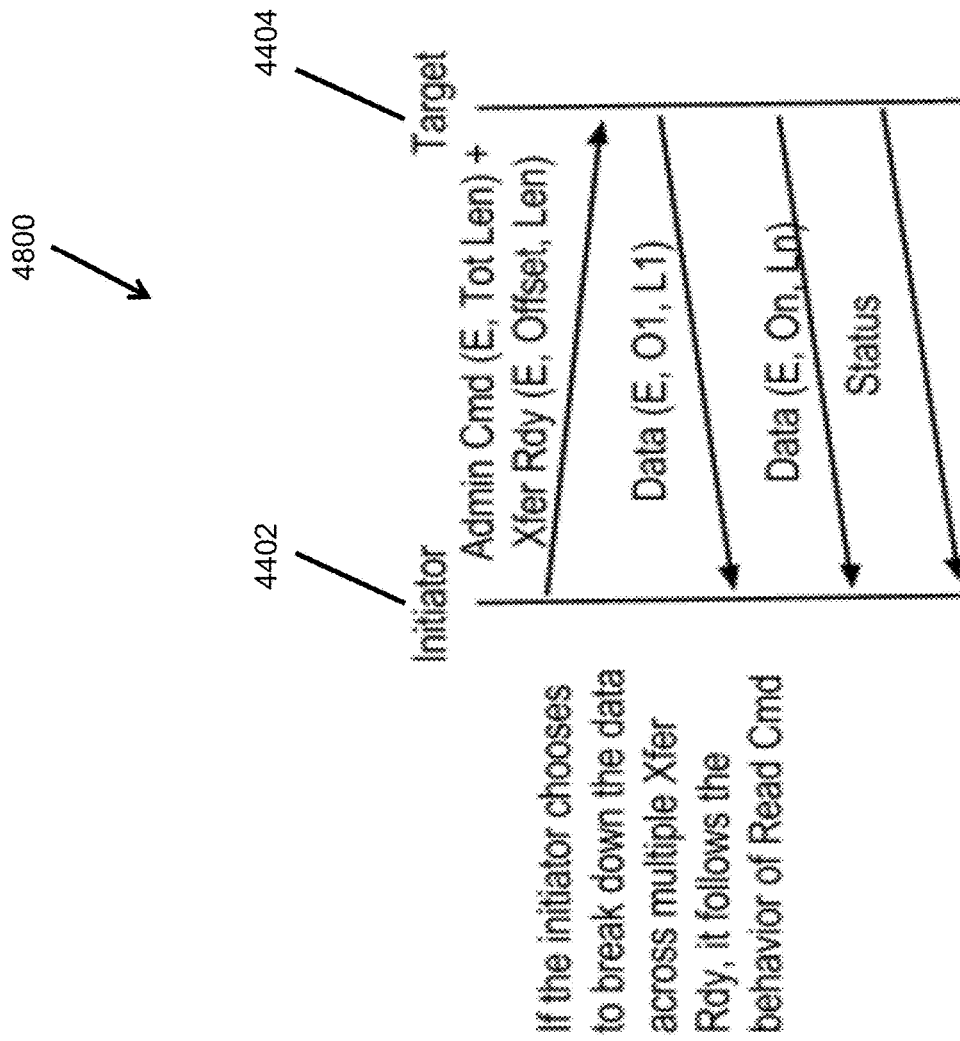 4800
4402
4404
Initiator
Target
Admin Cmd (E, Tot Len) +
Xfer Rdy (E, Offset, Len)
Data (E, O1, L1)
Data (E, On, Ln)
Status
If the initiator chooses
to break down the data
across multiple Xfer
Rdy, it follows the
behavior of Read Cmd